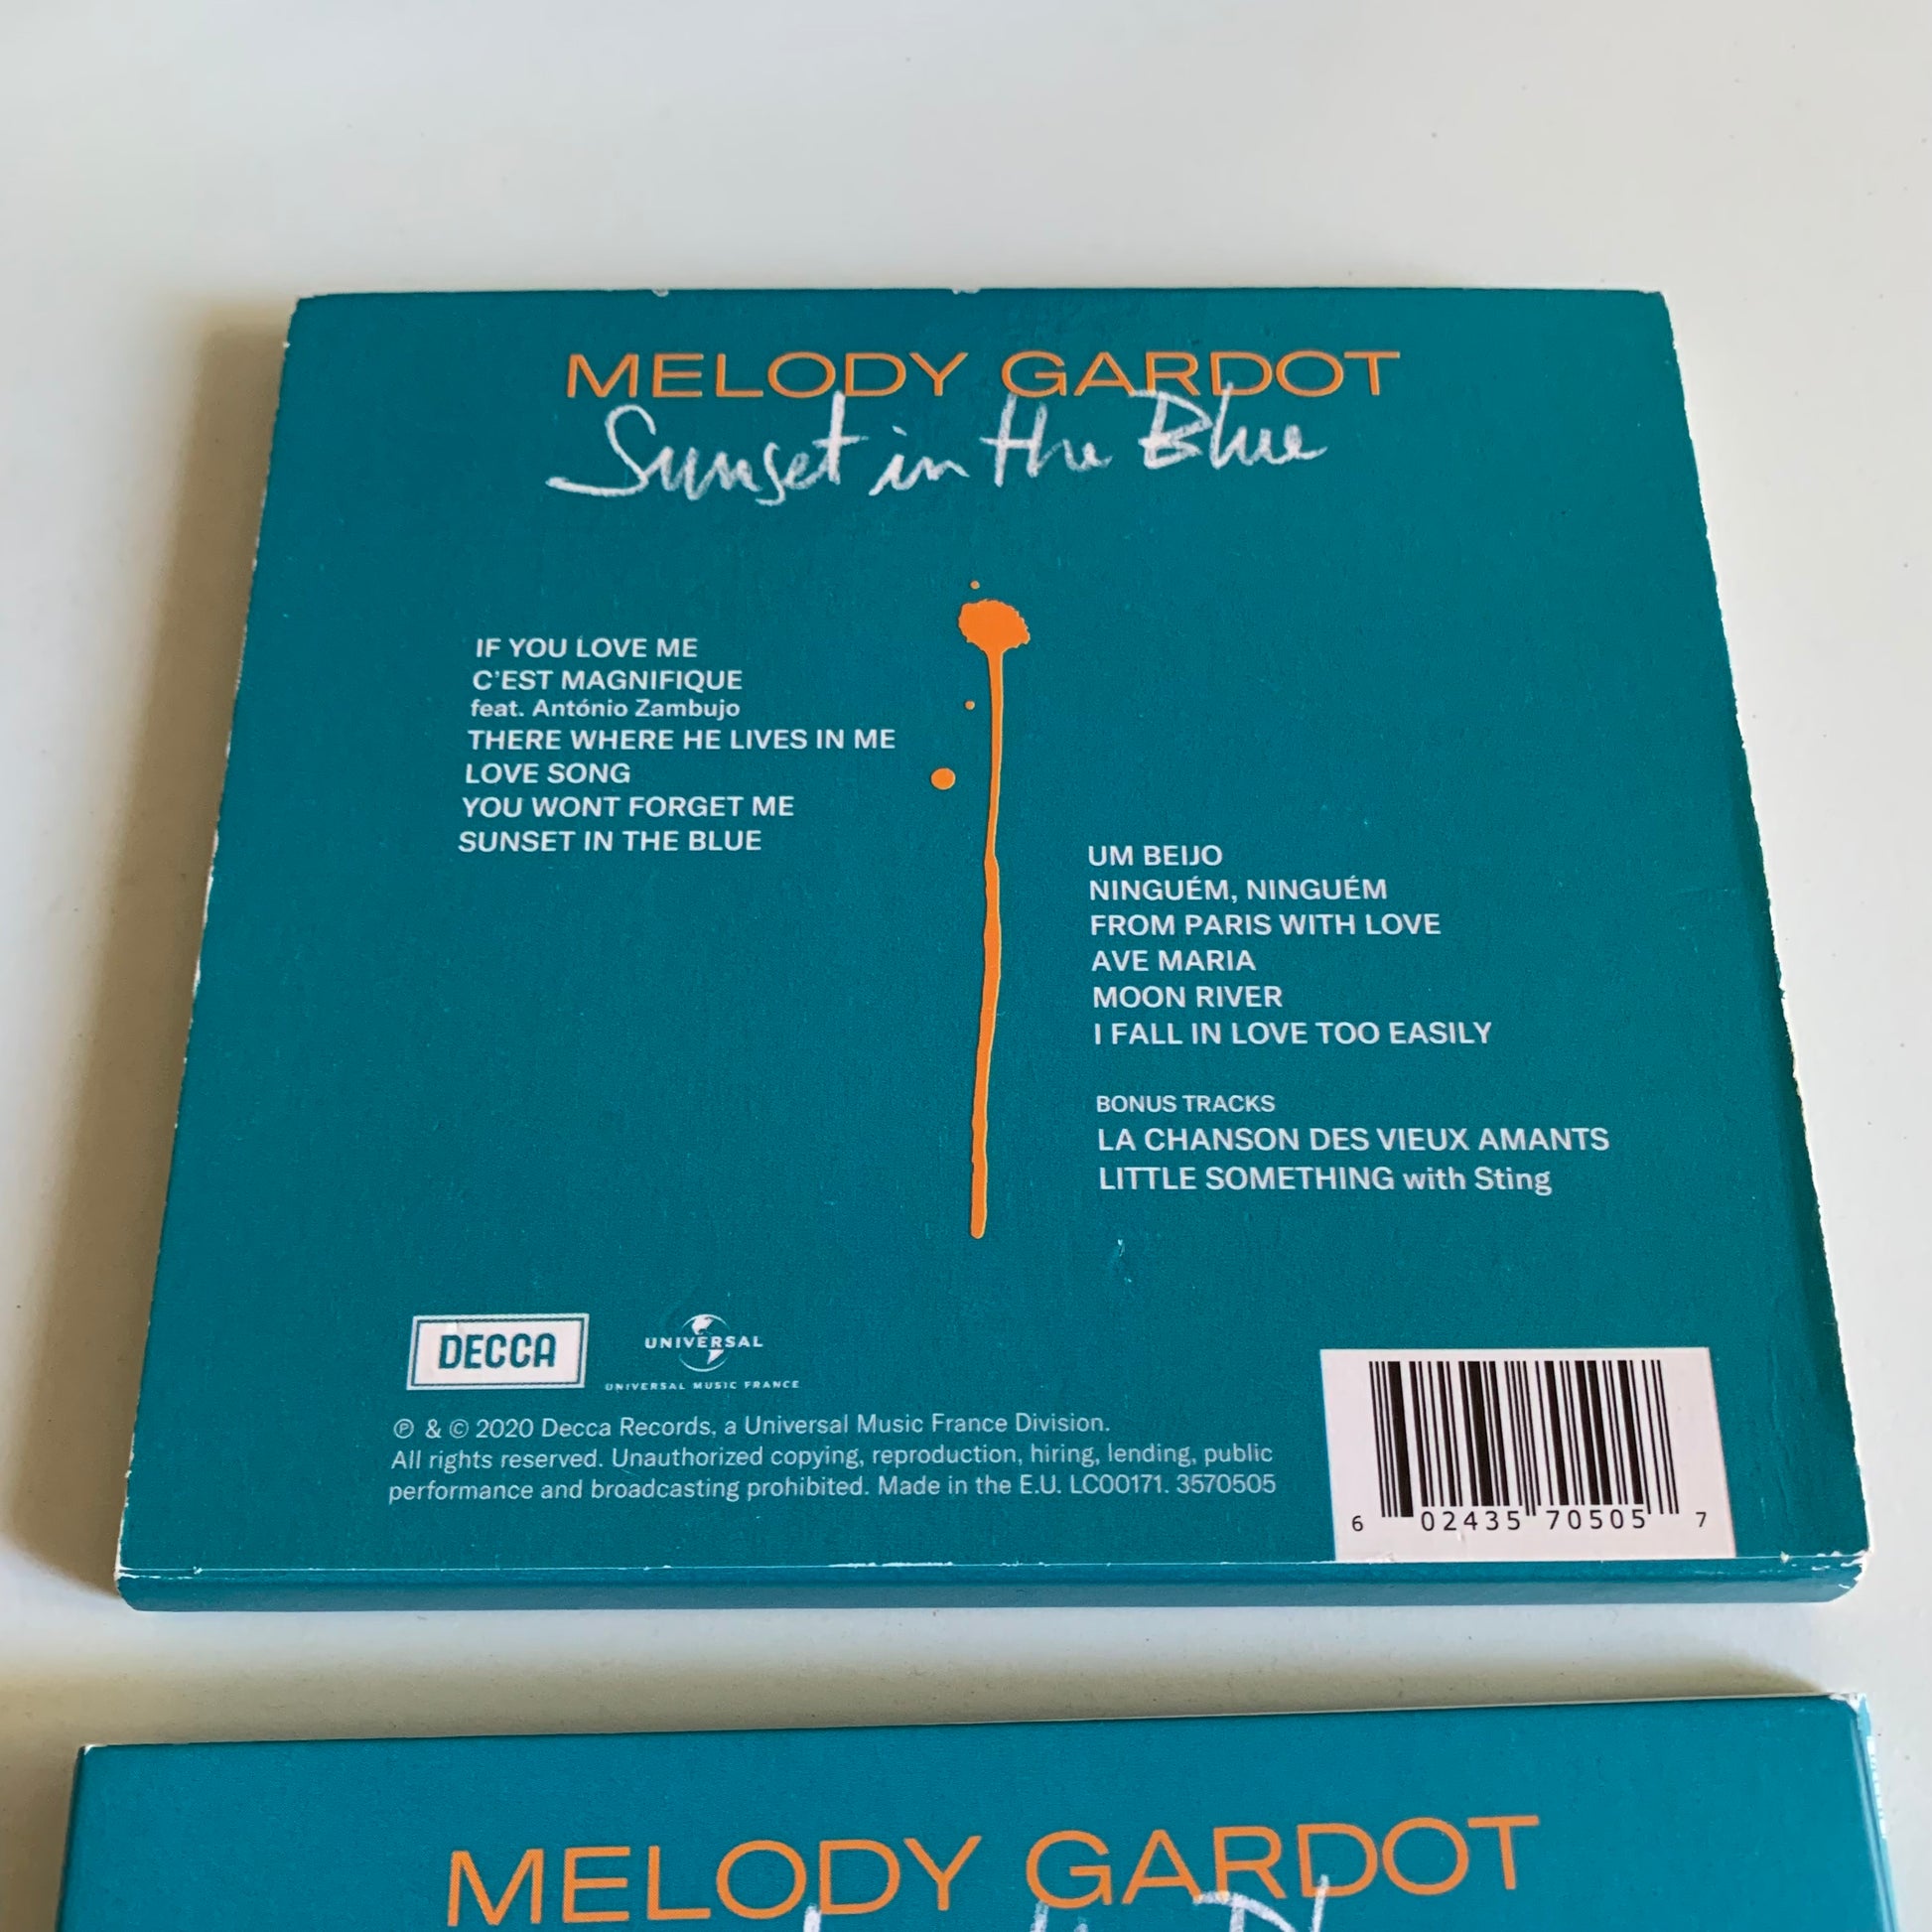 MELODY GARDOT
Sunset in the Blue
IF YOU LOVE ME
C'EST MAGNIFIQUE
feat. António Zambujo
THERE WHERE HE LIVES IN ME
LOVE SONG
YOU WONT FORGET ME
SUNSET IN THE BLUE
UM BEIJO
NINGUÉM, NINGUÉM
FROM PARIS WITH LOVE
AVE MARIA
MOON RIVER
I FALL IN LOVE TOO EASILY
BONUS TRACKS
LA CHANSON DES VIEUX AMANTS
LITTLE SOMETHING with Sting
DECCA
UNIVERSAL
UNIVERSAL MUSIC FRANCE
℗ & © 2020 Decca Records, a Universal Music France Division.
All rights reserved. Unauthorized copying, reproduction, hiring, lending, public
performance and broadcasting prohibited. Made in the E.U. LC00171. 3570505
6 02435 70505 7
MELODY GARDOT